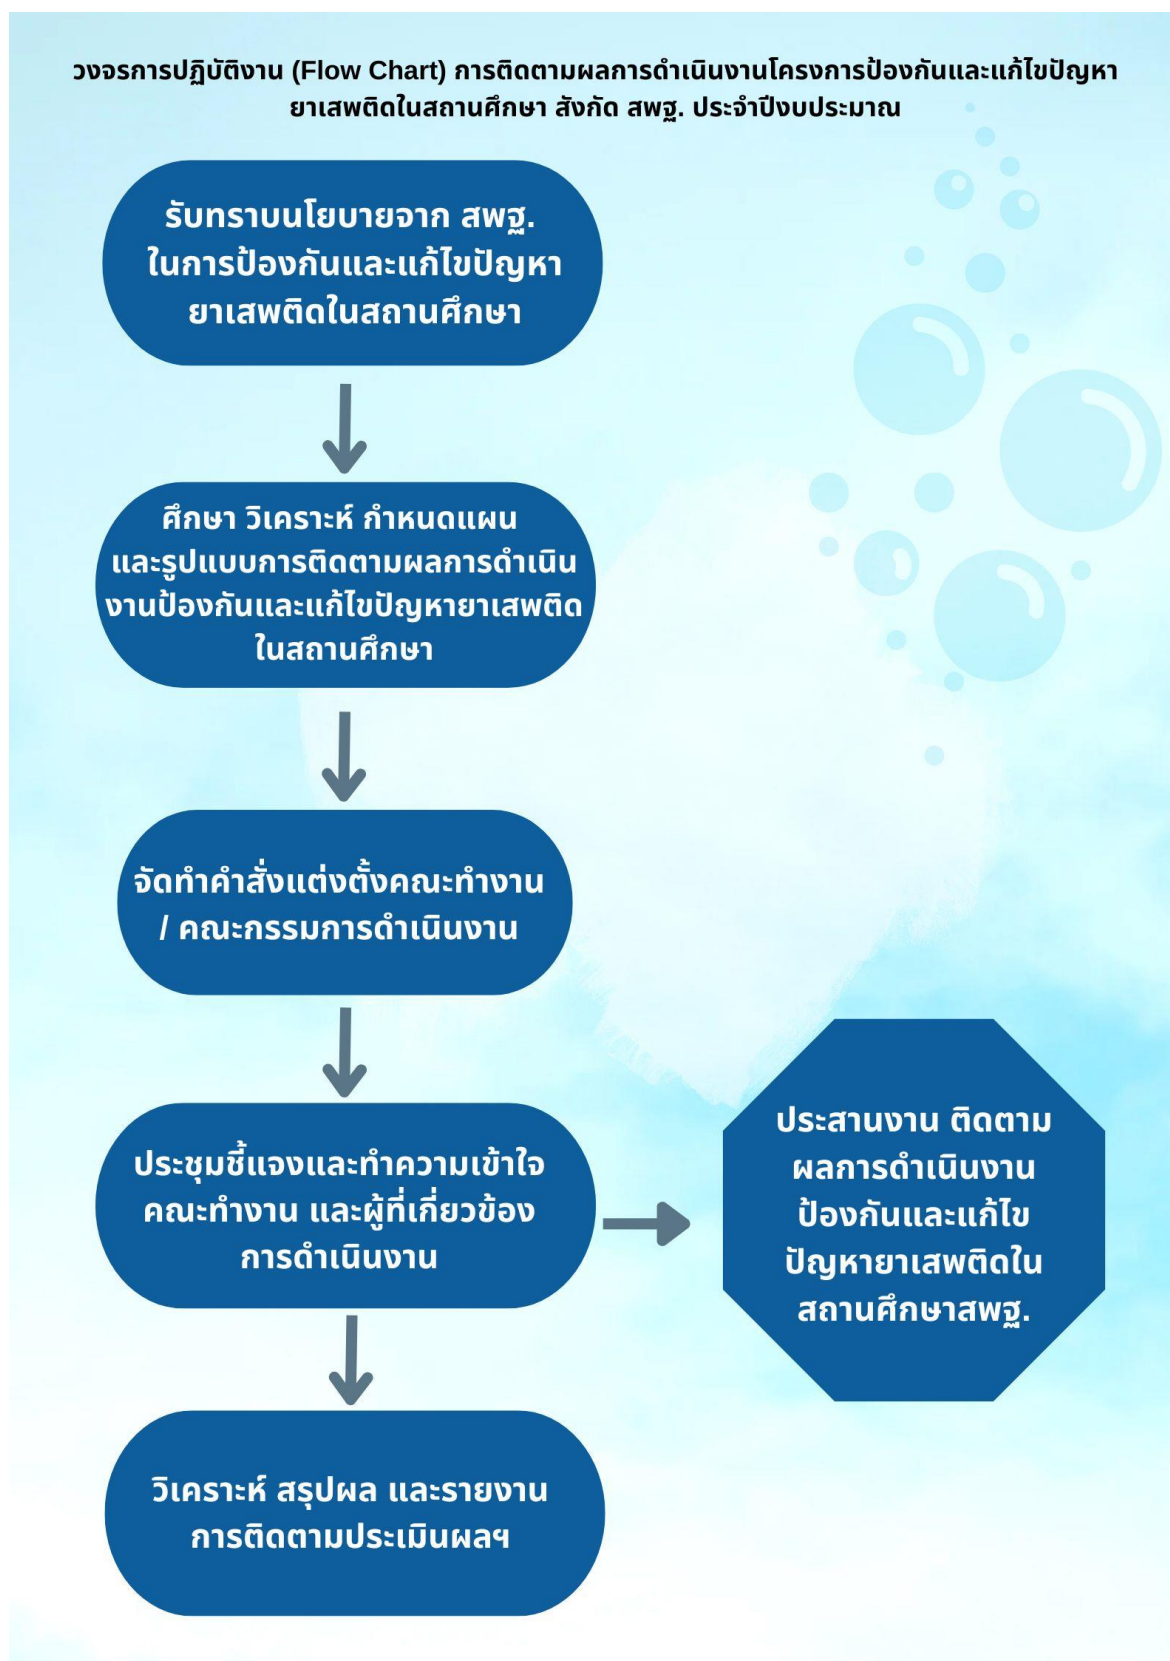 วงจรการปฏิบัติงาน (Flow Chart) การติดตามผลการดำเนินงานโครงการป้องกันและแก้ไขปัญหา
ยาเสพติดในสถานศึกษา สังกัด สพฐ. ประจำปีงบประมาณ
รับทราบนโยบายจาก สพฐ.
ในการป้องกันและแก้ไขปัญหา
ยาเสพติดในสถานศึกษา
ศึกษา วิเคราะห์ กำหนดแผน
และรูปแบบการติดตามผลการดำเนิน
งานป้องกันและแก้ไขปัญหายาเสพติด
ในสถานศึกษา
จัดทำคำสั่งแต่งตั้งคณะทำงาน
/ คณะกรรมการดำเนินงาน
ประชุมชี้แจงและทำความเข้าใจ
คณะทำงาน และผู้ที่เกี่ยวข้อง
การดำเนินงาน
ประสานงาน ติดตาม
ผลการดำเนินงาน
ป้องกันและแก้ไข
ปัญหายาเสพติดใน
สถานศึกษาสพฐ.
วิเคราะห์ สรุปผล และรายงาน
การติดตามประเมินผลฯ